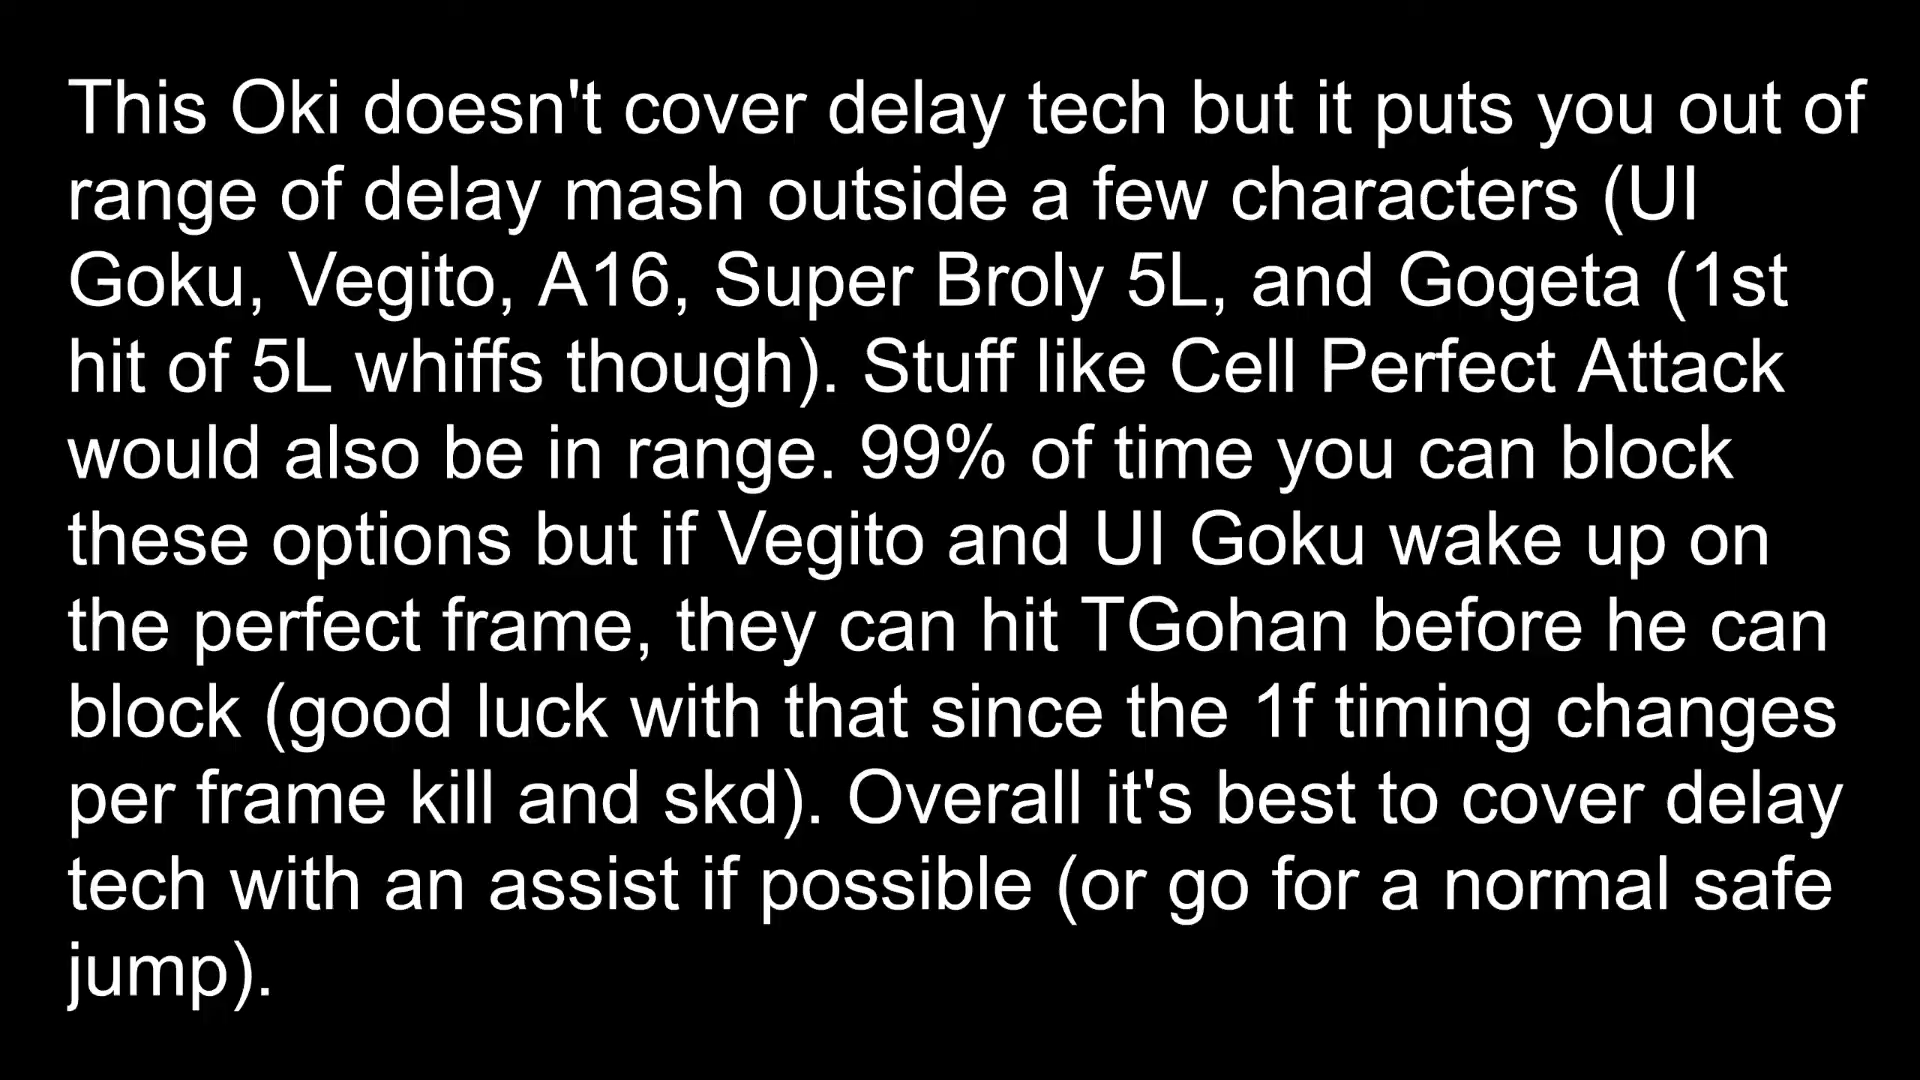 This Oki doesn't cover delay tech but it puts you out of
range of delay mash outside a few characters (UI
Goku, Vegito, A16, Super Broly 5L, and Gogeta (1st
hit of 5L whiffs though). Stuff like Cell Perfect Attack
would also be in range. 99% of time you can block
these options but if Vegito and UI Goku wake up on
the perfect frame, they can hit TGohan before he can
block (good luck with that since the 1f timing changes
per frame kill and skd). Overall it's best to cover delay
tech with an assist if possible (or go for a normal safe
jump).